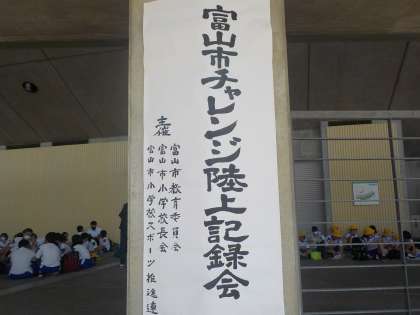 富山市チャレンジ陸上記録会
主催
富山市教育委員会
富山市小学校長会
富山市小学校スポーツ推進連